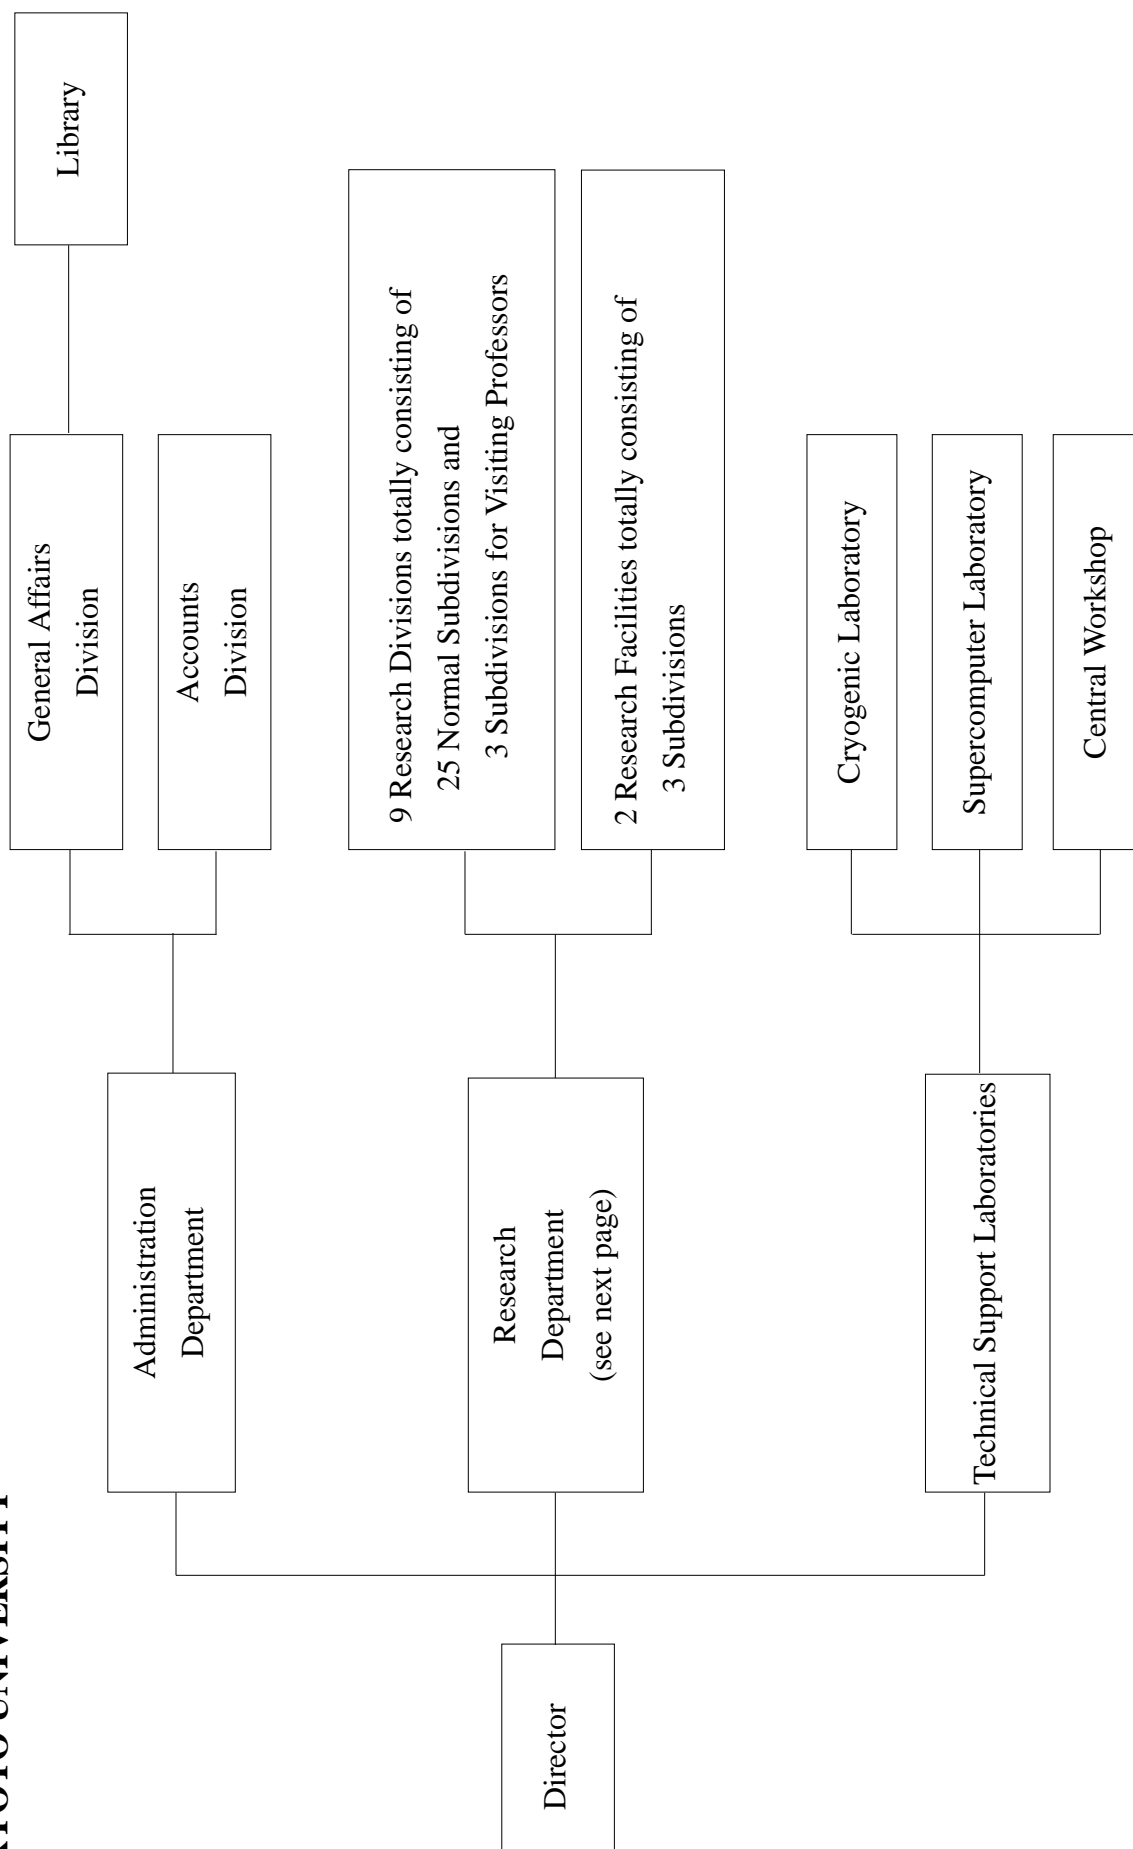 KYOTO UNIVERSITY
Director
Administration
Department
Research
Department
(see next page)
Technical Support Laboratories
General Affairs
Division
Accounts
Division
Library
9 Research Divisions totally consisting of
25 Normal Subdivisions and
3 Subdivisions for Visiting Professors
2 Research Facilities totally consisting of
3 Subdivisions
Cryogenic Laboratory
Supercomputer Laboratory
Central Workshop